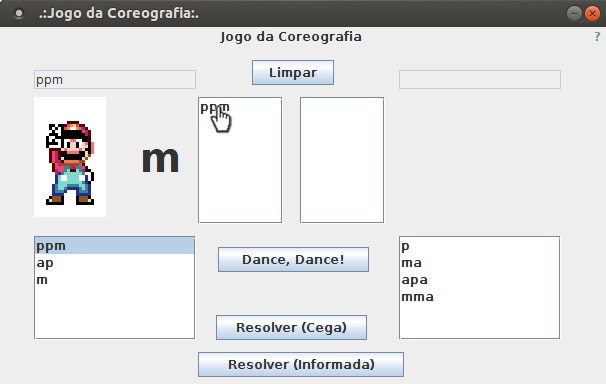 .:Jogo da Coreografia:.
Jogo da Coreografia
?
Limpar
ppm
ppm
m
ppm
ap
m
Dance, Dance!
Resolver (Cega)
Resolver (Informada)
p
ma
apa
mma